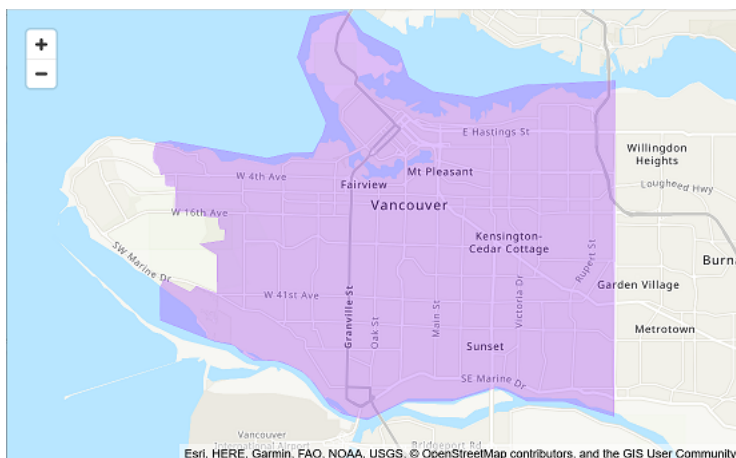 +
−
E Hastings St
Willingdon
Heights
Lougheed Hwy
W 4th Ave
Fairview
Mt Pleasant
Vancouver
W 16th Ave
SW Marine Dr
Kensington-
Cedar Cottage
Rupert St
Burna
Garden Village
W 41st Ave
Granville St
Oak St
Main St
Victoria Dr
Metrotown
Sunset
SE Marine Dr
Vancouver
International Airport
Bridgeport Rd
Esri, HERE, Garmin, FAO, NOAA, USGS, © OpenStreetMap contributors, and the GIS User Community